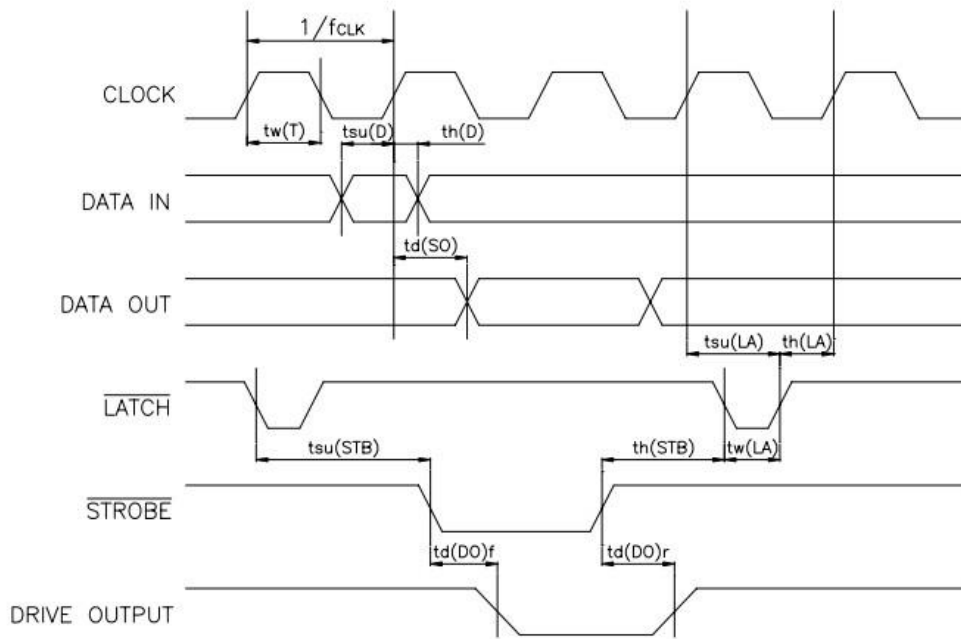 1/fCLK
CLOCK
tw(T)
tsu(D)
th(D)
DATA IN
td(SO)
DATA OUT
tsu(LA)
th(LA)
LATCH
tsu(STB)
th(STB)
tw(LA)
STROBE
td(DO)f
td(DO)r
DRIVE OUTPUT